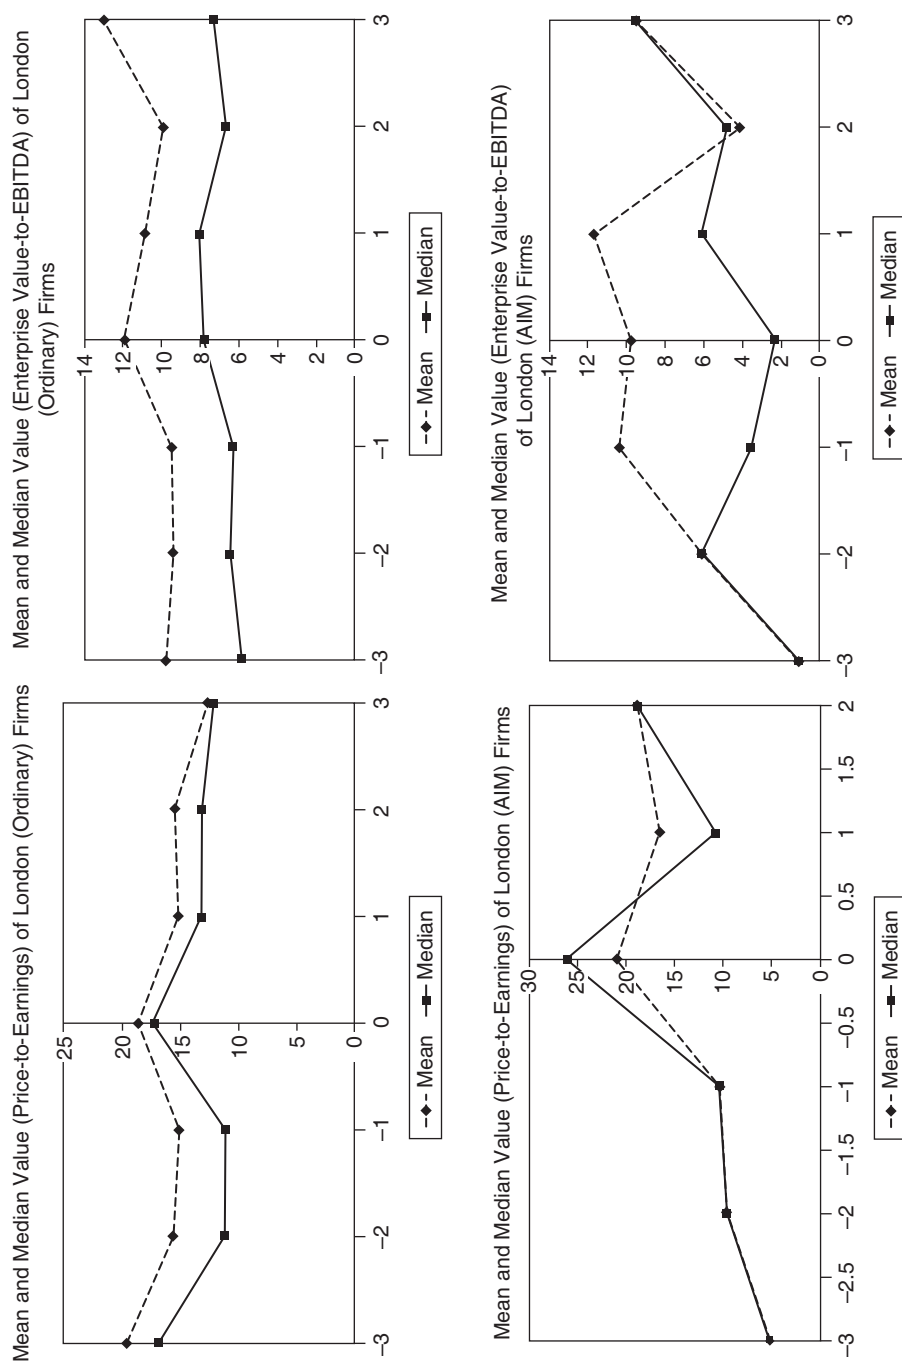 Mean and Median Value (Price-to-Earnings) of London (Ordinary) Firms
25
20
15
10
5
0
–3 –2 –1 0 1 2 3
Mean Median
Mean and Median Value (Enterprise Value-to-EBITDA) of London
(Ordinary) Firms
14
12
10
8
6
4
2
0
–3 –2 –1 0 1 2 3
Mean Median
Mean and Median Value (Price-to-Earnings) of London (AIM) Firms
30
25
20
15
10
5
0
–3 –2.5 –2 –1.5 –1 –0.5 0 0.5 1 1.5 2
Mean Median
Mean and Median Value (Enterprise Value-to-EBITDA)
of London (AIM) Firms
14
12
10
8
6
4
2
0
–3 –2 –1 0 1 2 3
Mean Median